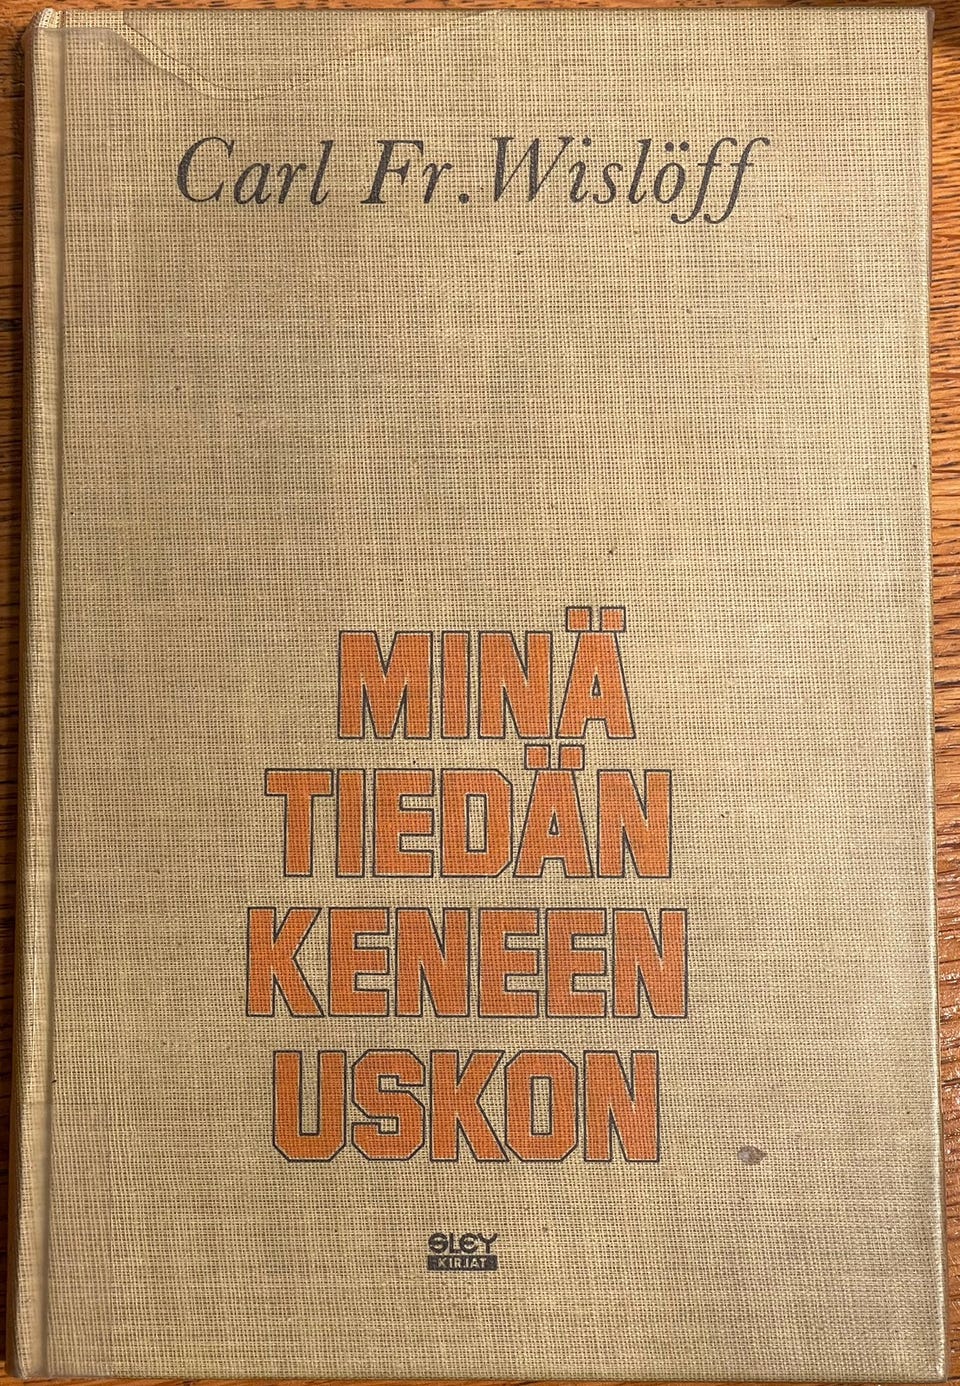 Carl Fr. Wislöff
MINÄ
TIEDÄN
KENEEN
USKON
SLEY
KIRJAT